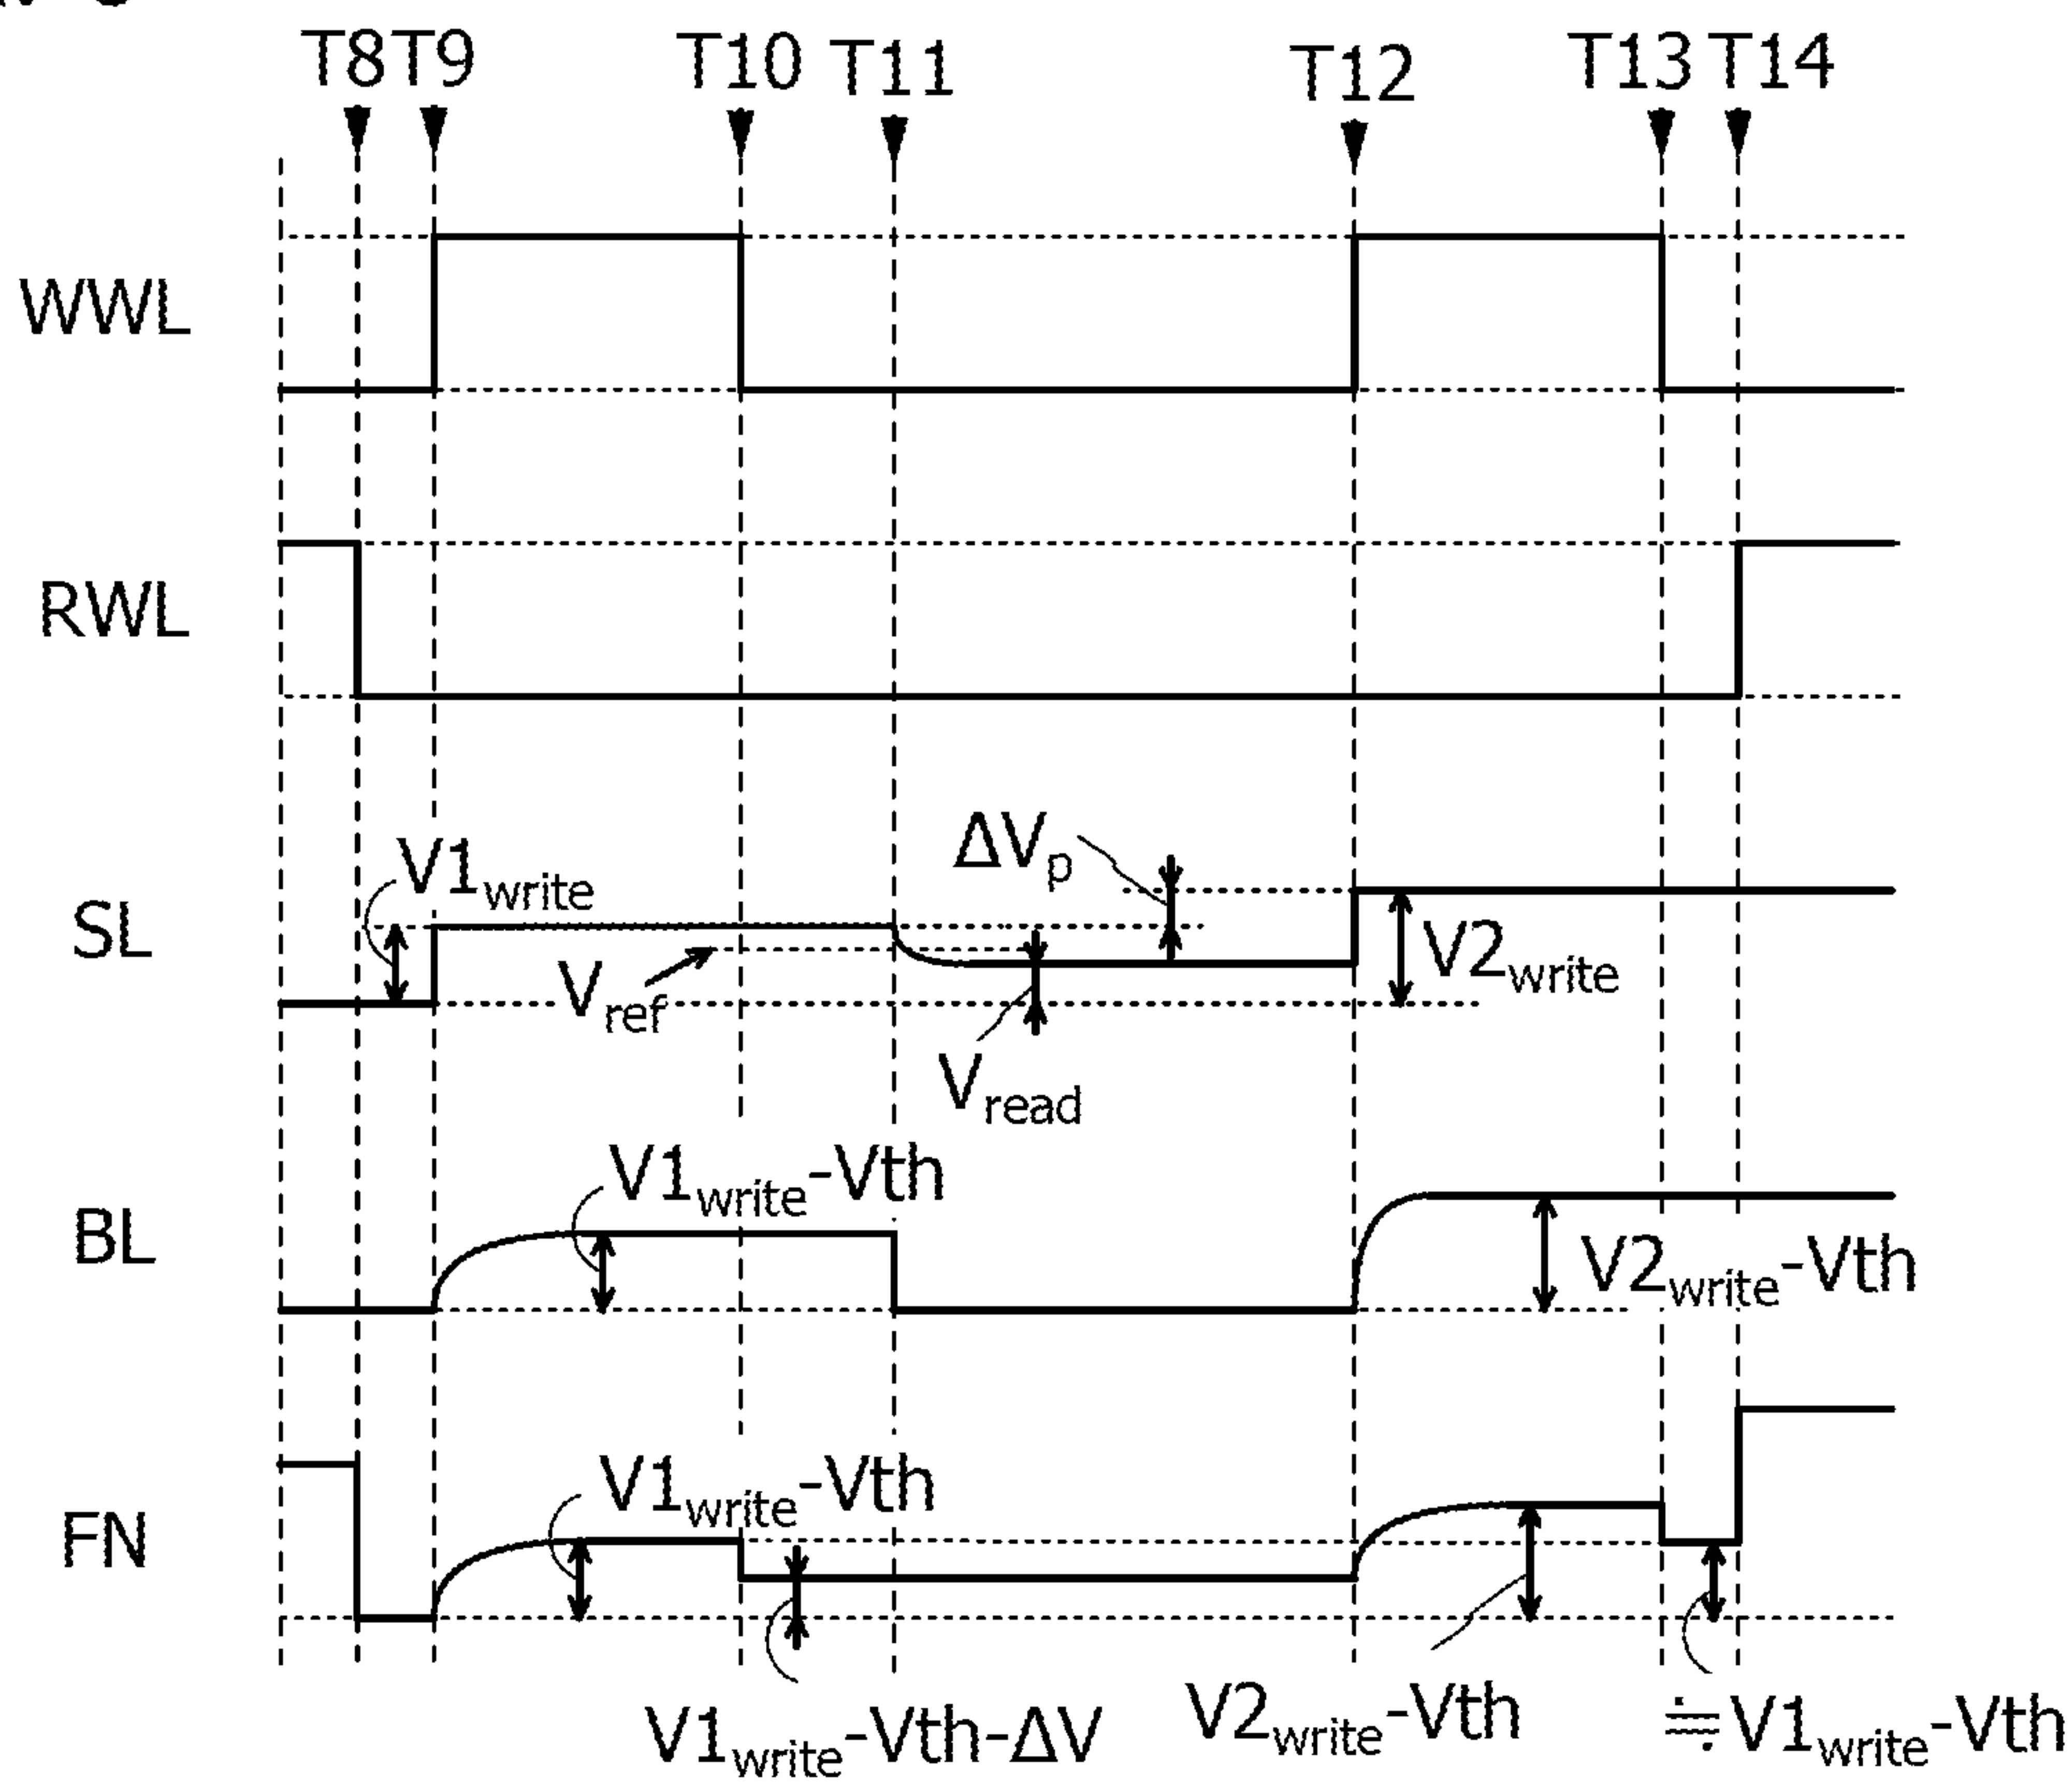 T8 T9 T10 T11 T12 T13 T14
WWL
RWL
ΔVp
V1write
SL
V2write
Vref
Vread
V1write-Vth
BL
V2write-Vth
V1write-Vth
FN
V1write-Vth-ΔV
V2write-Vth
≒V1write-Vth